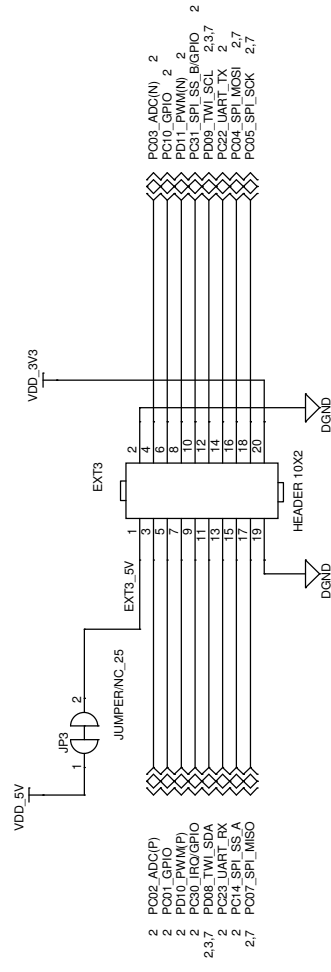 VDD_5V
1 JP3 2
JUMPER/NC_25
EXT3_5V
EXT3
VDD_3V3
1 2
3 4
5 6
7 8
9 10
11 12
13 14
15 16
17 18
19 20
HEADER 10X2
DGND
DGND
2 PC02_ADC(P)
2 PC01_GPIO
2 PD10_PWM(P)
2 PC30_IRQ/GPIO
2,3,7 PD08_TWI_SDA
2 PC23_UART_RX
2 PC14_SPI_SS_A
2,7 PC07_SPI_MISO
PC03_ADC(N) 2
PC10_GPIO 2
PD11_PWM(N) 2
PC31_SPI_SS_B/GPIO 2
PD09_TWI_SCL 2,3,7
PC22_UART_TX 2
PC04_SPI_MOSI 2,7
PC05_SPI_SCK 2,7